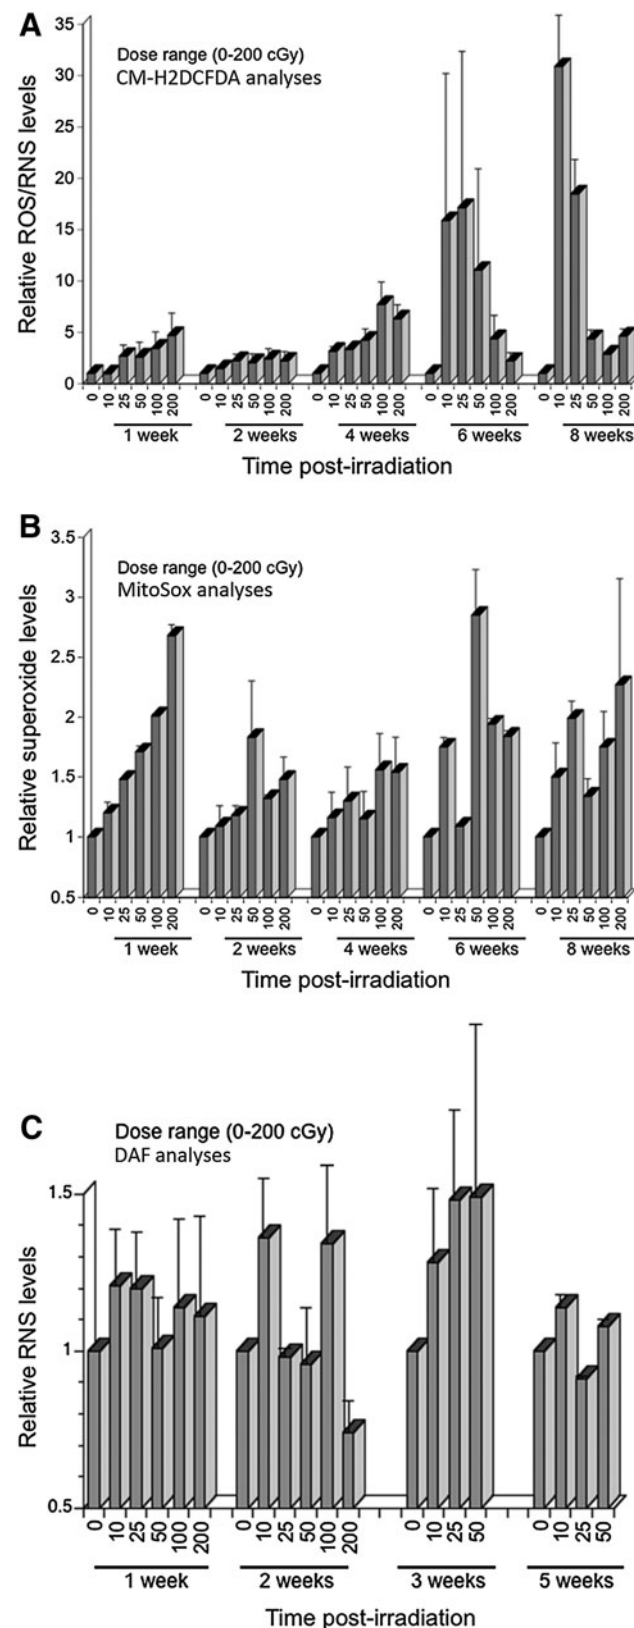 A
Dose range (0-200 cGy)
CM-H2DCFDA analyses
Relative ROS/RNS levels
35
30
25
20
15
10
5
0
0 10 25 50 100 200 0 10 25 50 100 200 0 10 25 50 100 200 0 10 25 50 100 200 0 10 25 50 100 200
1 week 2 weeks 4 weeks 6 weeks 8 weeks
Time post-irradiation
B
Dose range (0-200 cGy)
MitoSox analyses
Relative superoxide levels
3.5
3
2.5
2
1.5
1
0.5
0 10 25 50 100 200 0 10 25 50 100 200 0 10 25 50 100 200 0 10 25 50 100 200 0 10 25 50 100 200
1 week 2 weeks 4 weeks 6 weeks 8 weeks
Time post-irradiation
C
Dose range (0-200 cGy)
DAF analyses
Relative RNS levels
1.5
1
0.5
0 10 25 50 100 200 0 10 25 50 100 200 0 10 25 50 0 10 25 50
1 week 2 weeks 3 weeks 5 weeks
Time post-irradiation